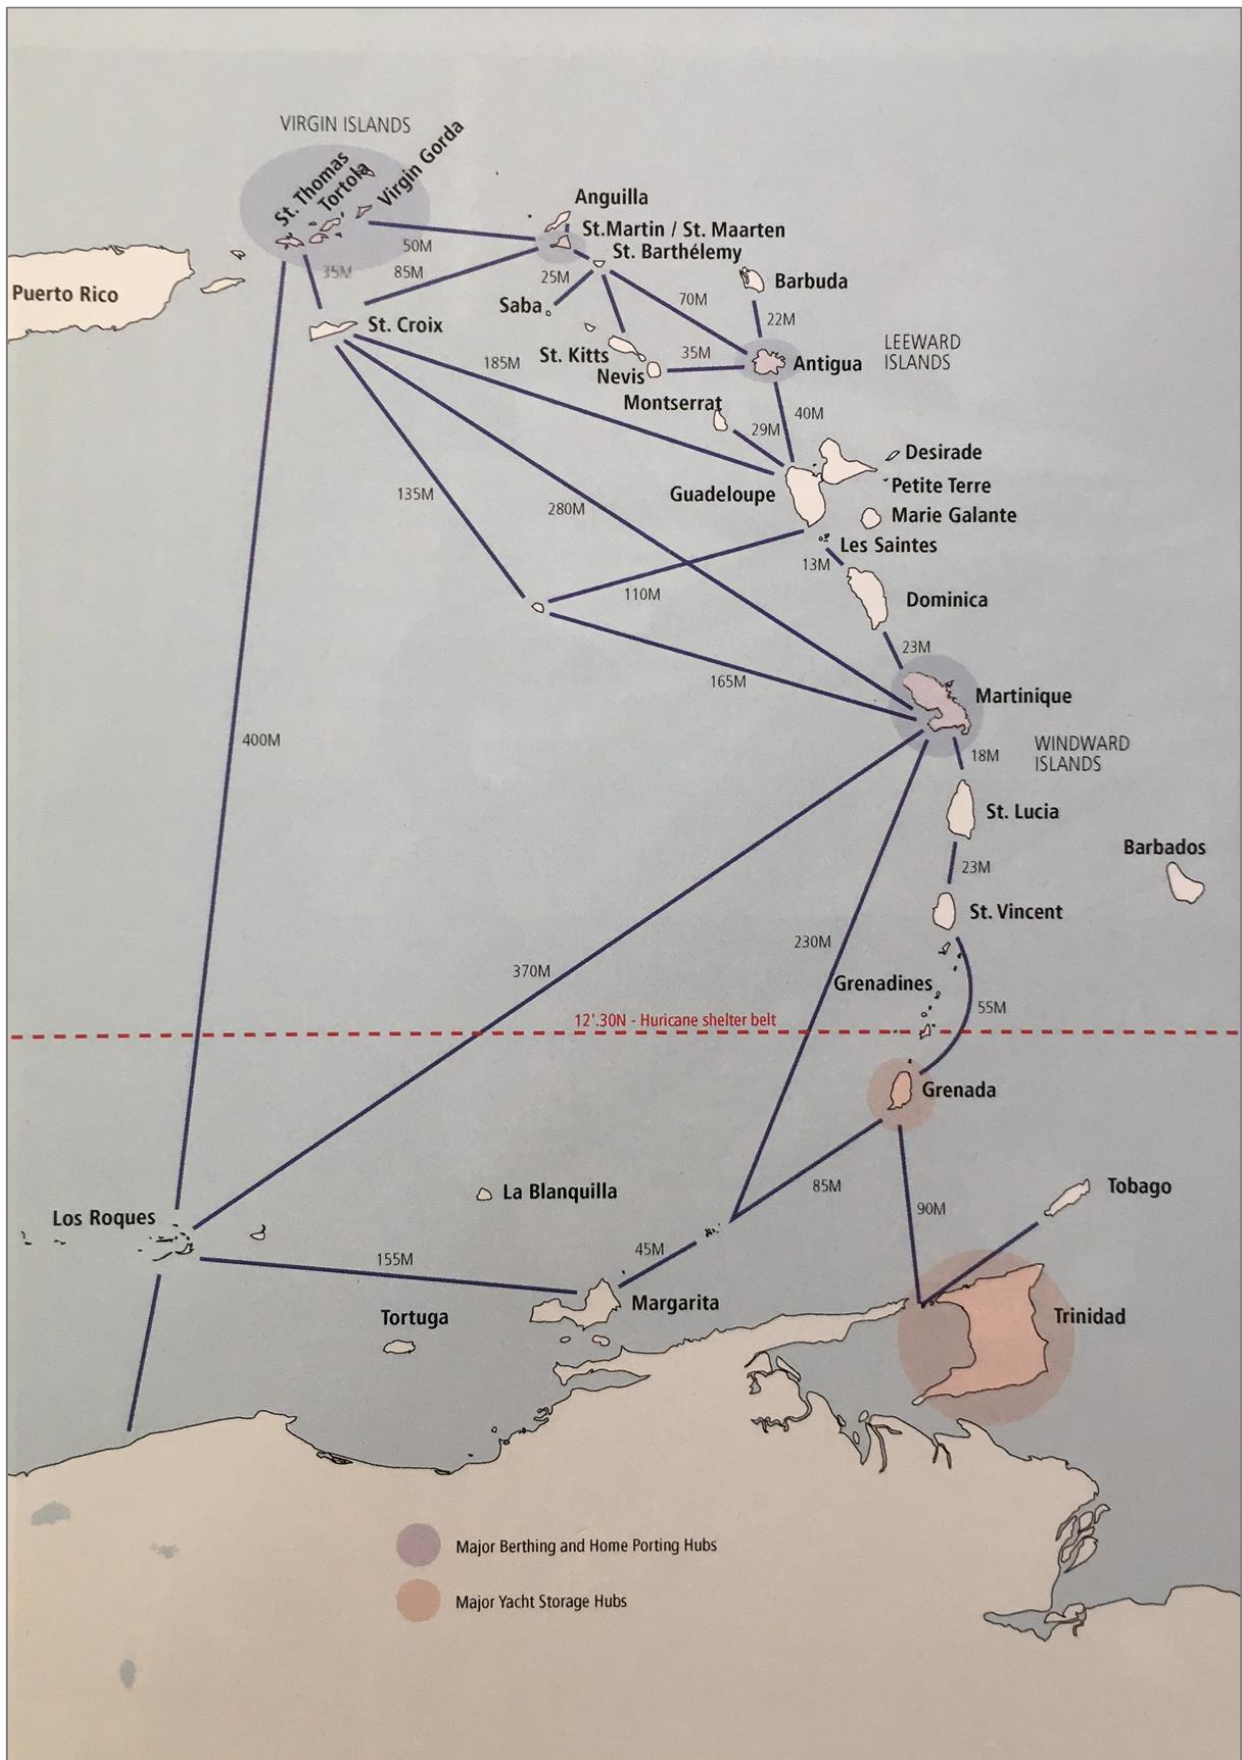 VIRGIN ISLANDS
St. Thomas
Tortola
Virgin Gorda
Anguilla
St.Martin / St. Maarten
St. Barthélemy
50M
35M
85M
25M
Puerto Rico
Saba
Barbuda
70M
22M
St. Croix
LEEWARD
ISLANDS
185M
St. Kitts
35M
Nevis
Antigua
Montserrat
29M
40M
Desirade
135M
280M
Guadeloupe
Petite Terre
Marie Galante
Les Saintes
13M
110M
Dominica
23M
165M
Martinique
400M
18M
WINDWARD
ISLANDS
St. Lucia
Barbados
23M
St. Vincent
230M
370M
Grenadines
55M
12'.30N - Huricane shelter belt
Grenada
La Blanquilla
85M
Tobago
90M
Los Roques
155M
45M
Margarita
Tortuga
Trinidad
Major Berthing and Home Porting Hubs
Major Yacht Storage Hubs